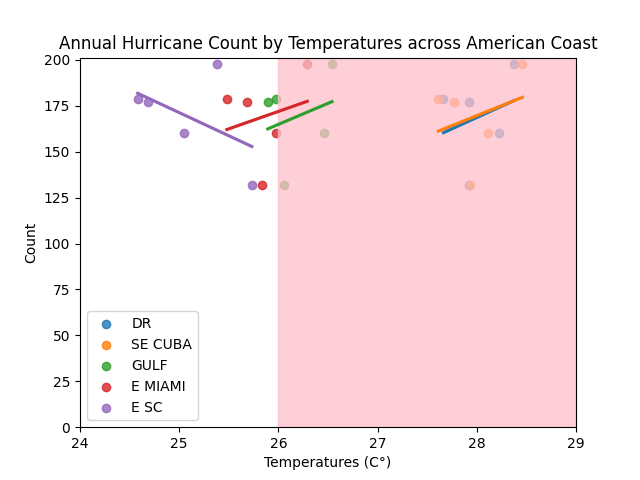 Annual Hurricane Count by Temperatures across American Coast
200
175
150
125
100
75
50
25
0
Count
DR
SE CUBA
GULF
E MIAMI
E SC
24 25 26 27 28 29
Temperatures (C°)